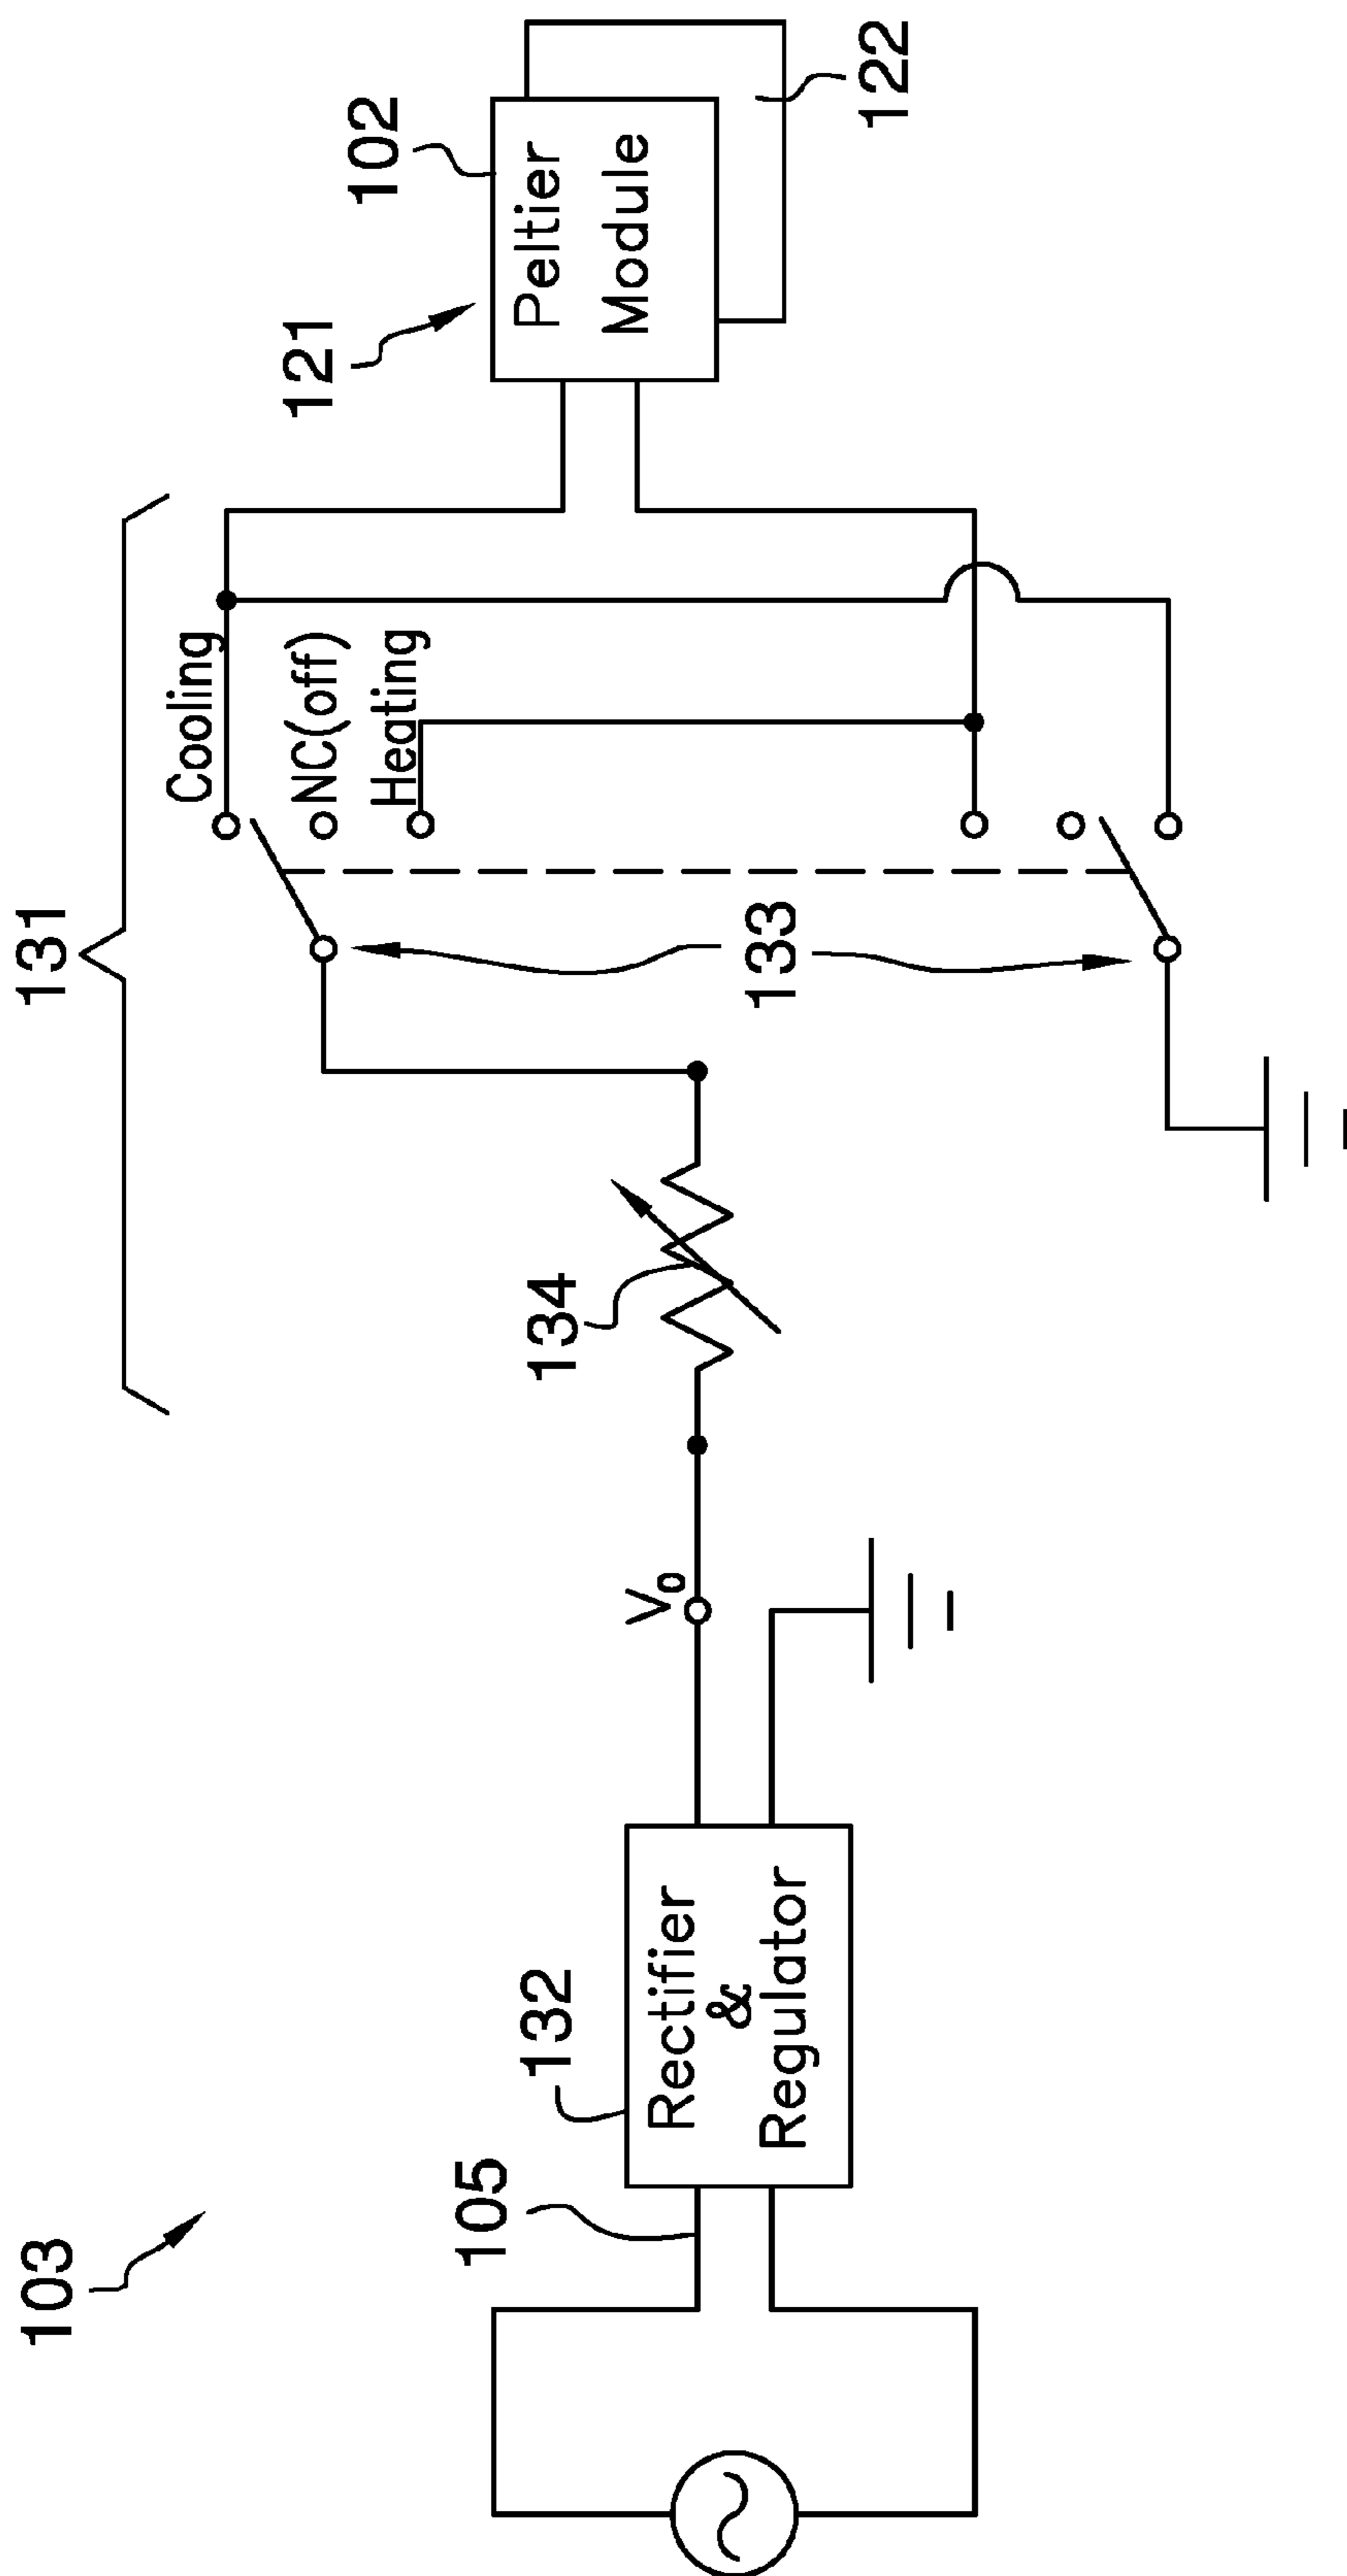 103
105
132
Rectifier
&
Regulator
V0
134
131
133
Cooling
NC(off)
Heating
121
102
Peltier
Module
122